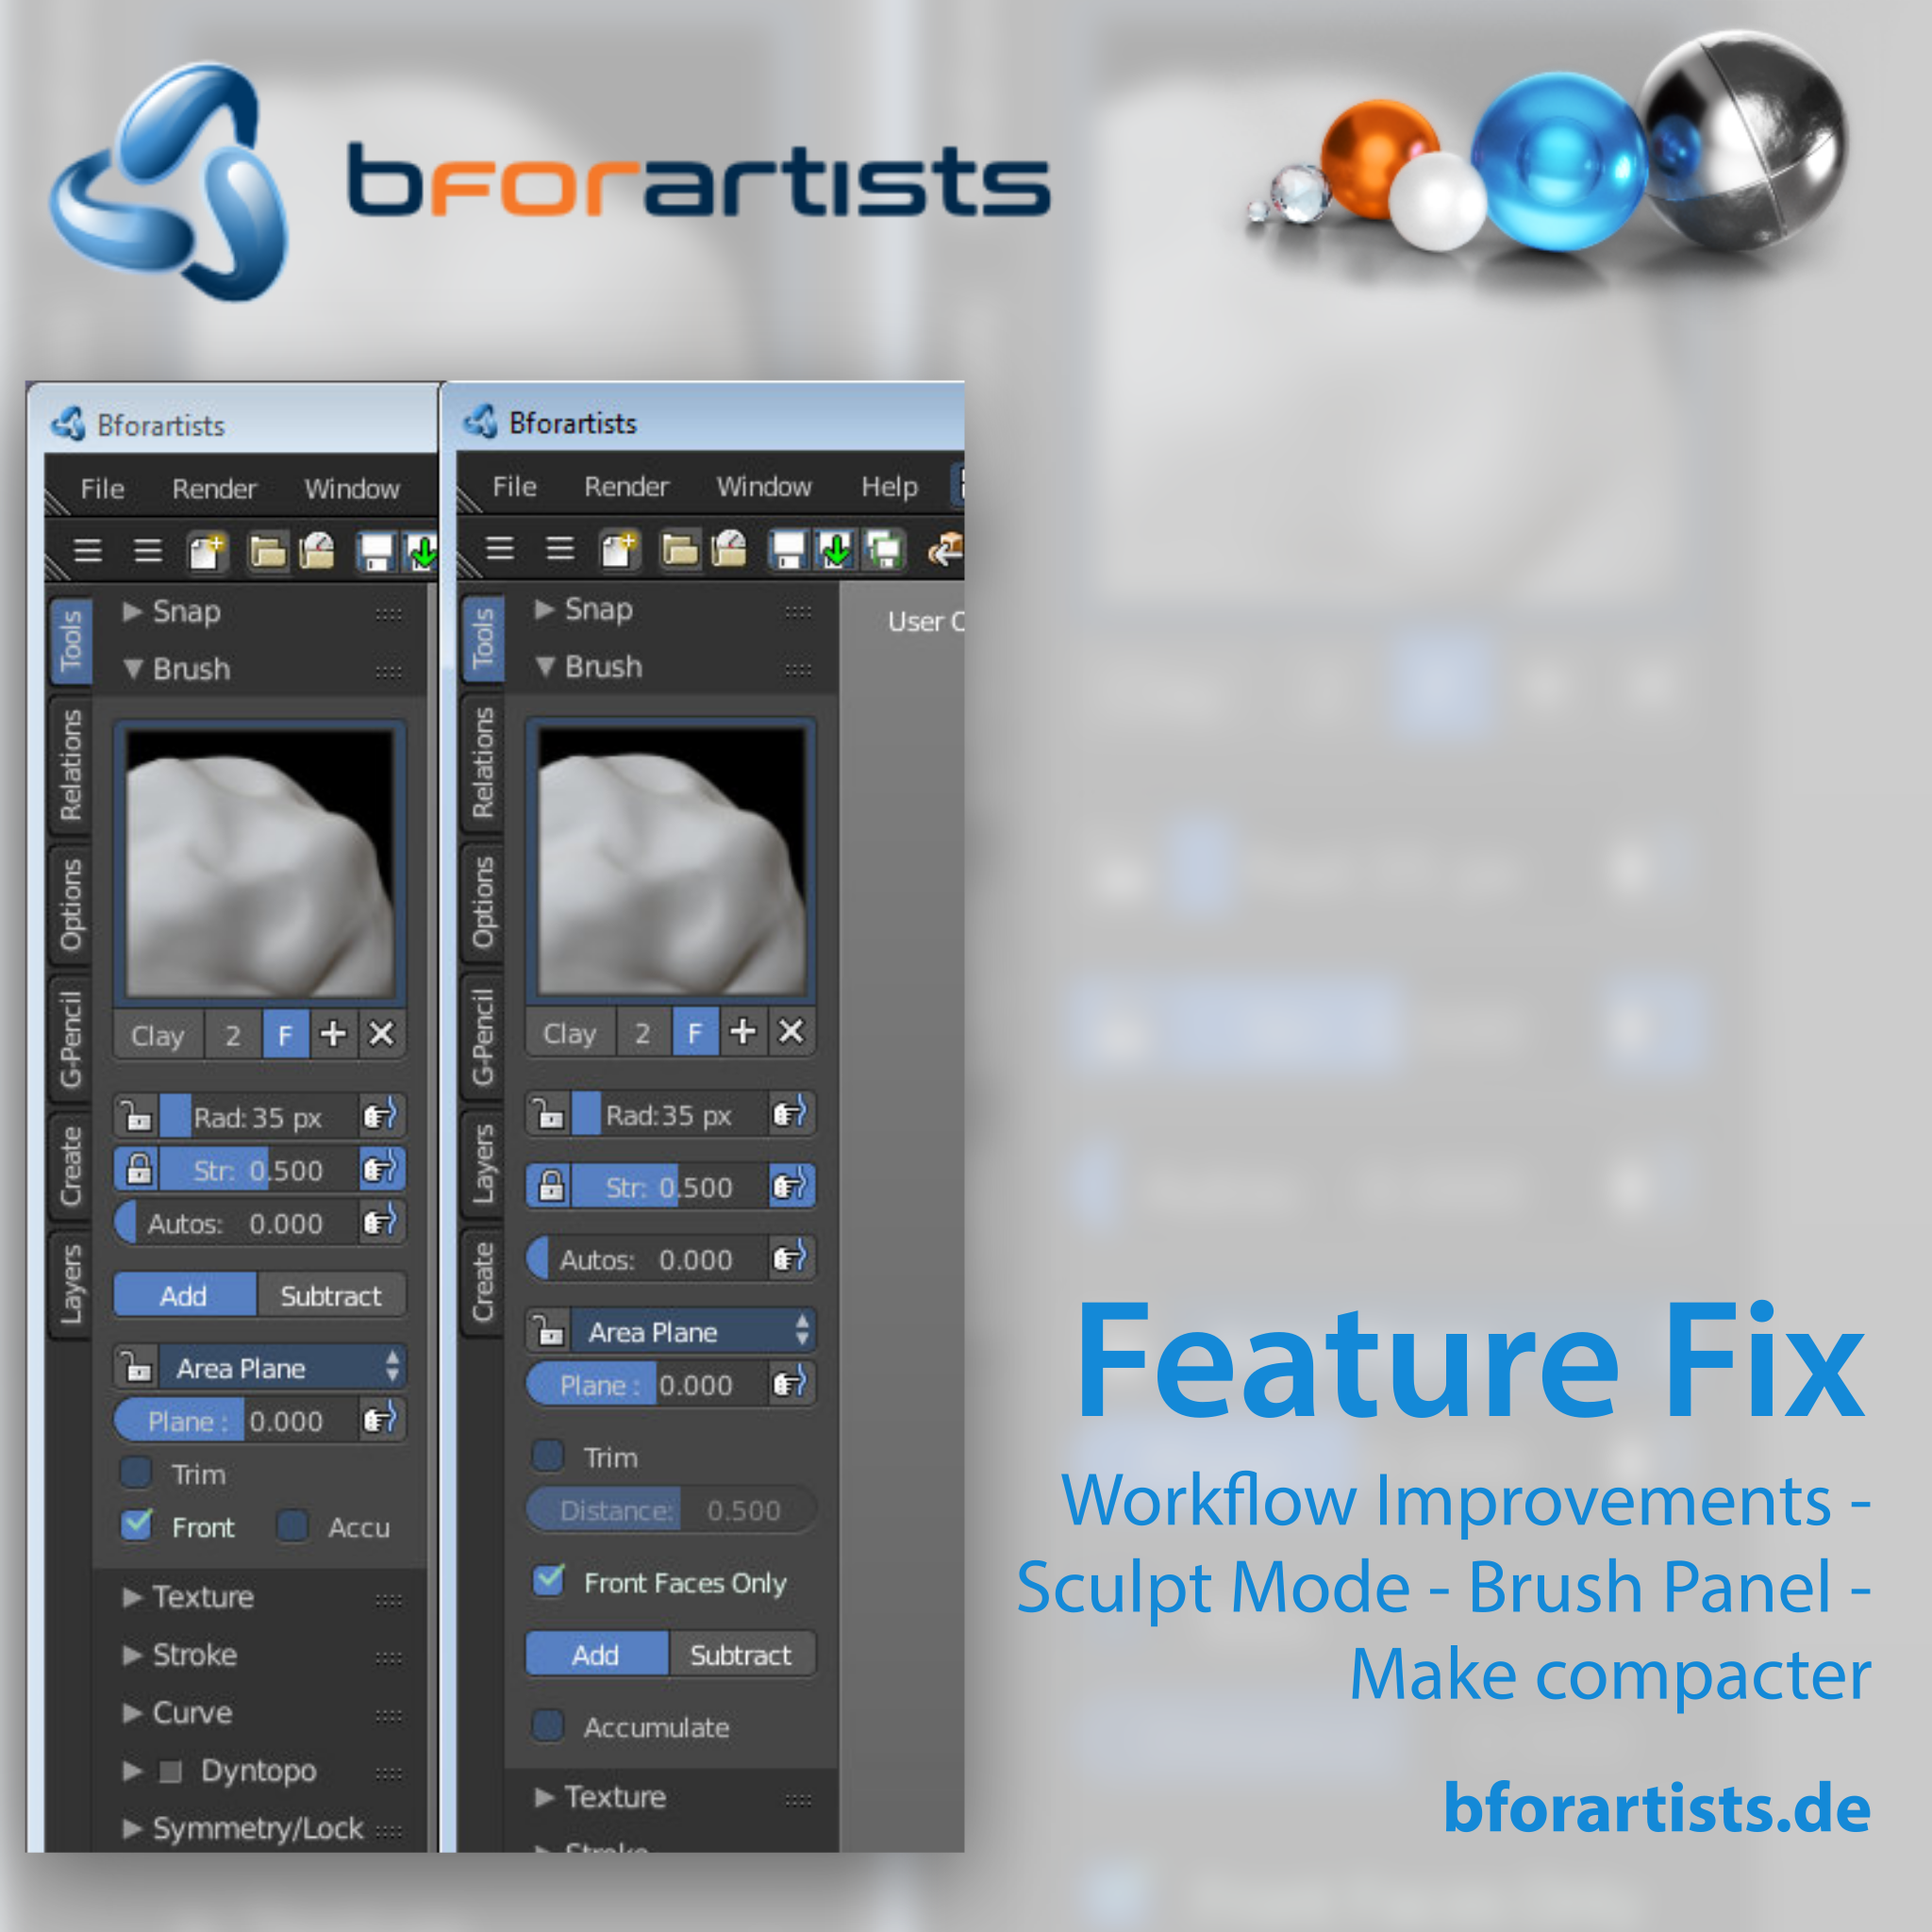 bforartists
Bforartists
File Render Window
Snap
Brush
Tools
Relations
Options
G-Pencil
Create
Layers
Clay 2 F
Rad: 35 px
Str: 0.500
Autos: 0.000
Add Subtract
Area Plane
Plane : 0.000
Trim
Front Accu
Texture
Stroke
Curve
Dyntopo
Symmetry/Lock
Bforartists
File Render Window Help
User
Snap
Brush
Tools
Relations
Options
G-Pencil
Layers
Create
Clay 2 F
Rad: 35 px
Str: 0.500
Autos: 0.000
Area Plane
Plane : 0.000
Trim
Distance: 0.500
Front Faces Only
Add Subtract
Accumulate
Texture
Feature Fix
Workflow Improvements -
Sculpt Mode - Brush Panel -
Make compacter
bforartists.de